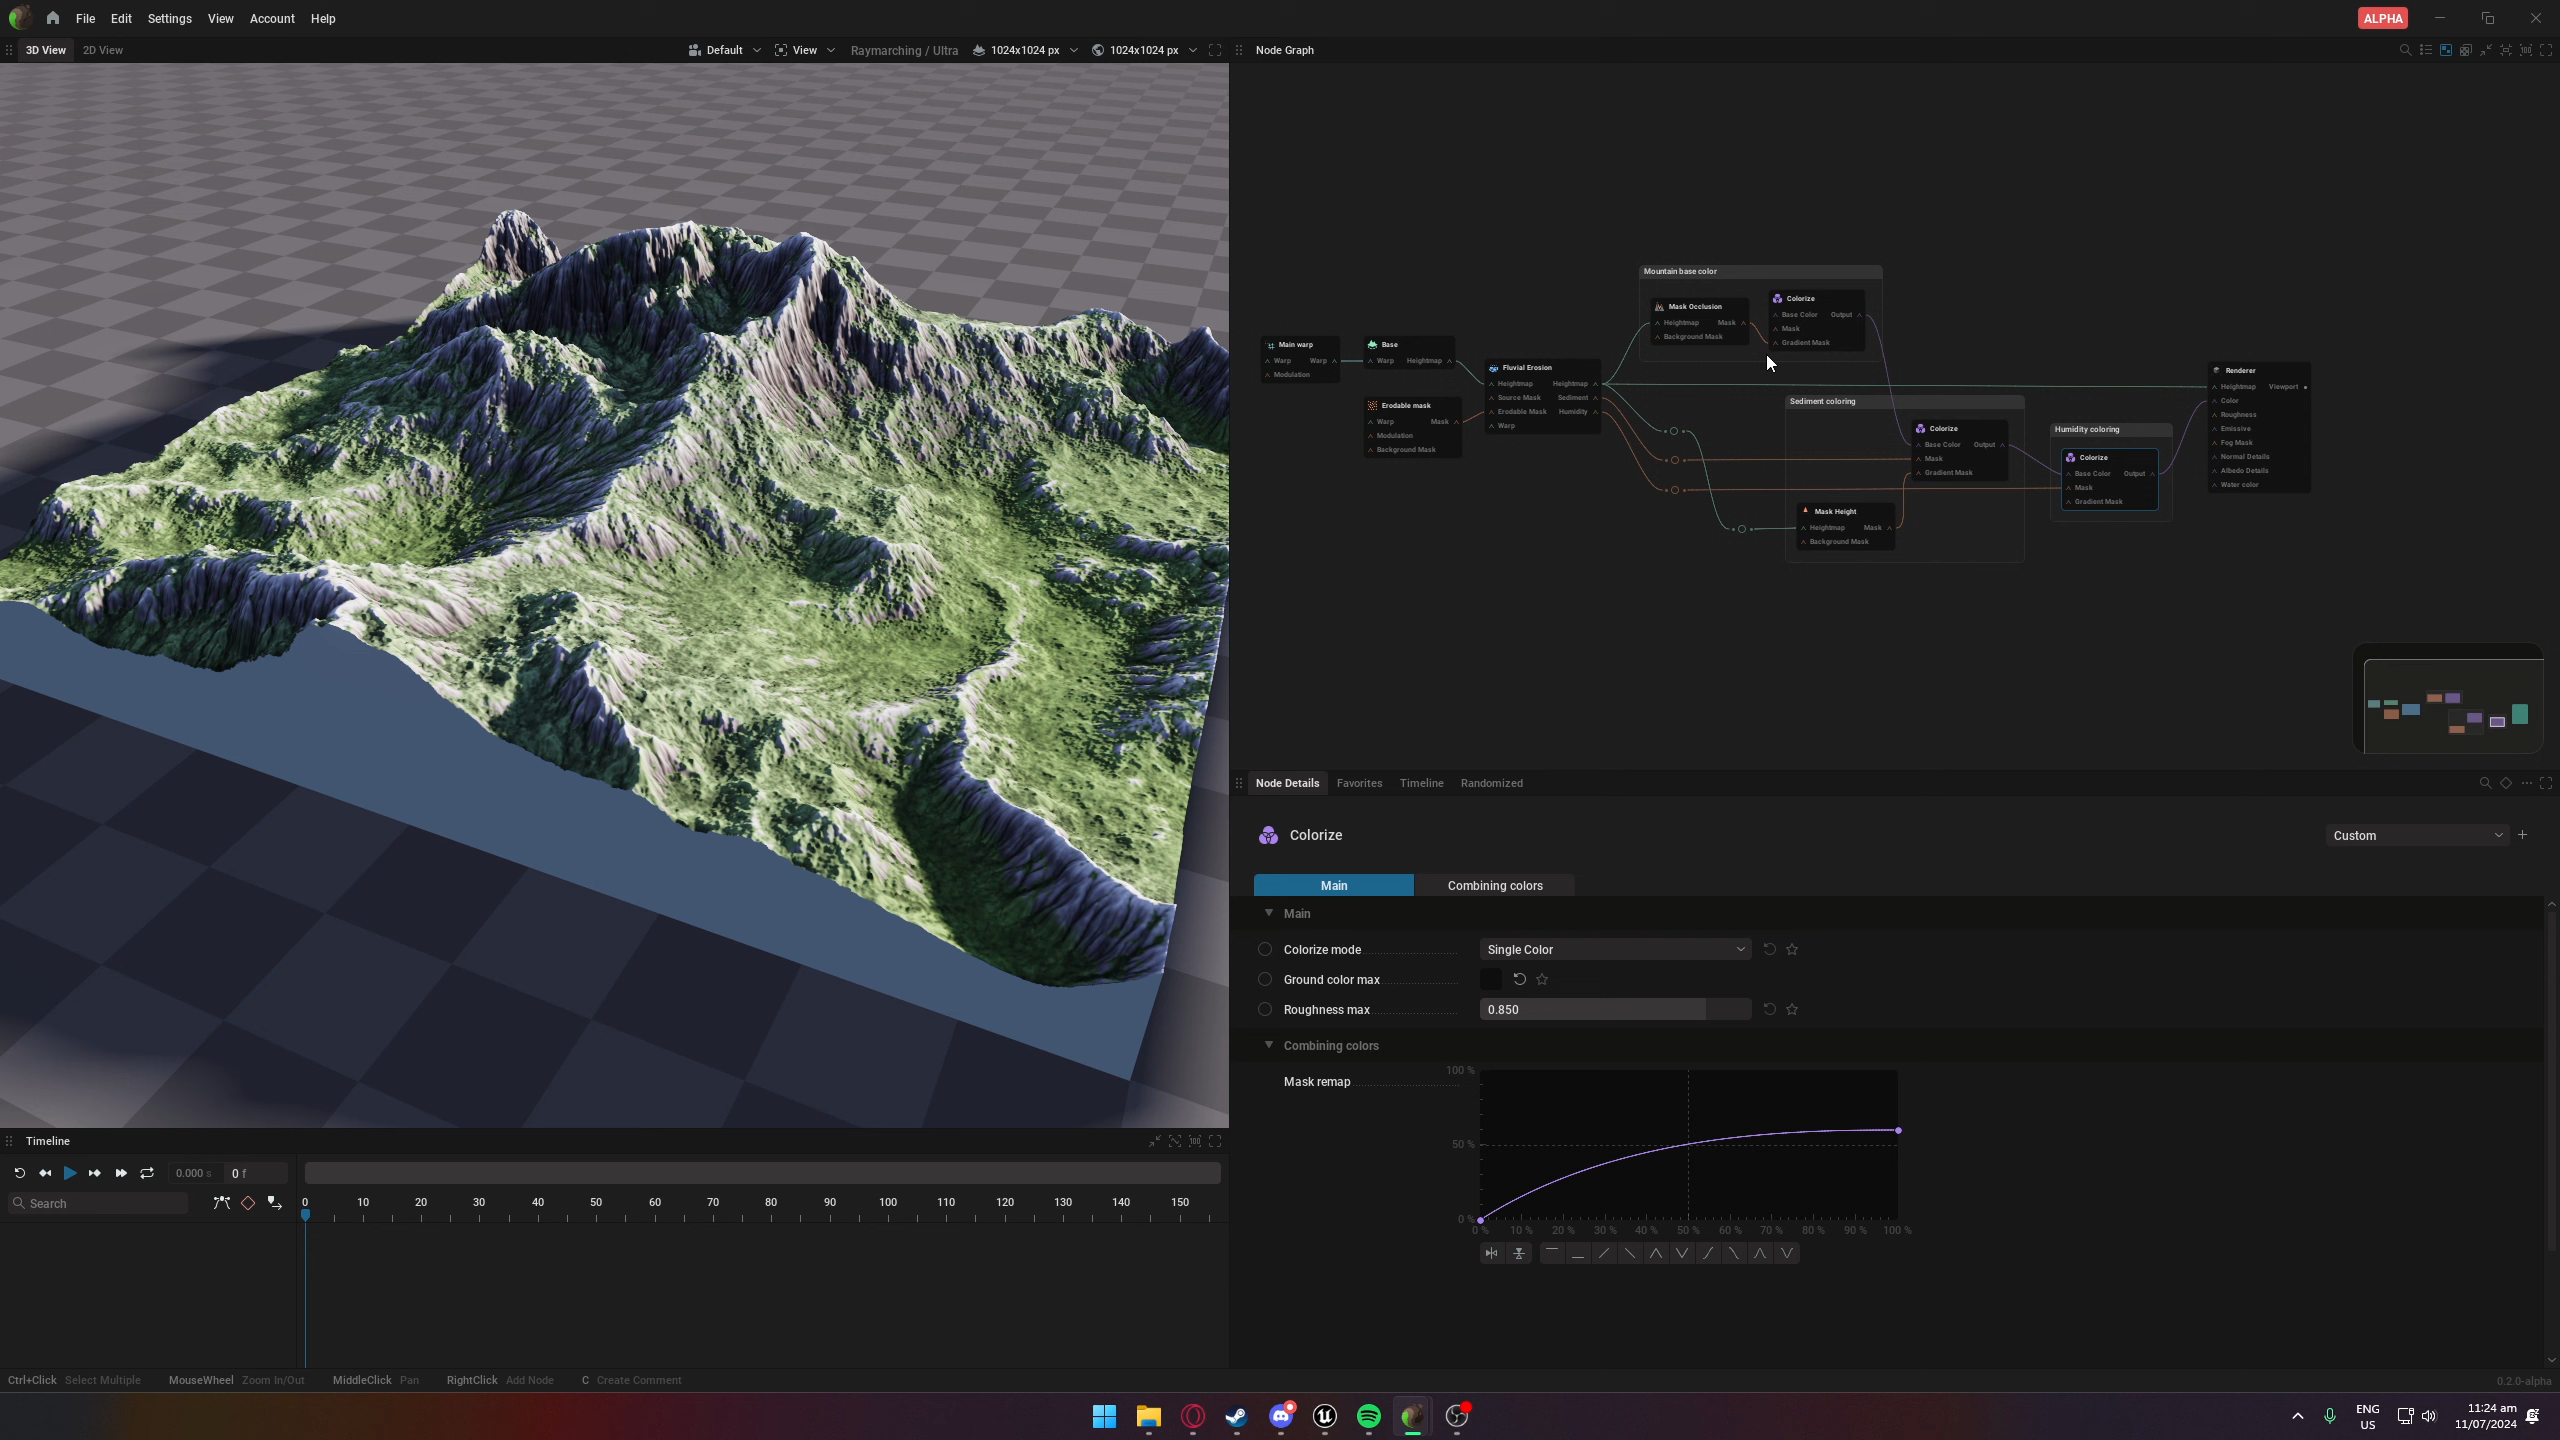 File Edit Settings View Account Help
ALPHA
3D View 2D View
Default View Raymarching / Ultra 1024x1024 px 1024x1024 px
Node Graph
Mountain base color
Mask Occlusion
Heightmap Mask
Background Mask
Colorize
Base Color Output
Mask
Gradient Mask
Main warp
Warp Warp
Modulation
Base
Warp Heightmap
Fluvial Erosion
Heightmap Heightmap
Source Mask Sediment
Erodable Mask Humidity
Warp
Erodable mask
Warp Mask
Modulation
Background Mask
Sediment coloring
Colorize
Base Color Output
Mask
Gradient Mask
Mask Height
Heightmap Mask
Background Mask
Humidity coloring
Colorize
Base Color Output
Mask
Gradient Mask
Renderer
Heightmap Viewport
Color
Roughness
Emissive
Fog Mask
Normal Details
Albedo Details
Water color
Node Details Favorites Timeline Randomized
Colorize
Custom
Main Combining colors
Main
Colorize mode Single Color
Ground color max
Roughness max 0.850
Combining colors
Mask remap
100 %
50 %
0 %
0 % 10 % 20 % 30 % 40 % 50 % 60 % 70 % 80 % 90 % 100 %
Timeline
0.000 s 0 f
Search
0 10 20 30 40 50 60 70 80 90 100 110 120 130 140 150
Ctrl+Click Select Multiple MouseWheel Zoom In/Out MiddleClick Pan RightClick Add Node C Create Comment
0.2.0-alpha
ENG
US
11:24 am
11/07/2024